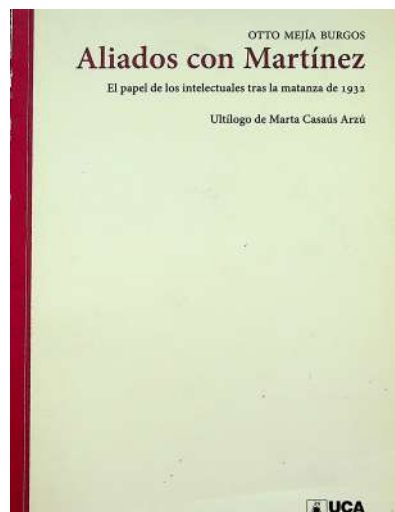 OTTO MEJÍA BURGOS
Aliados con Martínez
El papel de los intelectuales tras la matanza de 1932
Ultílogo de Marta Casaús Arzú
UCA